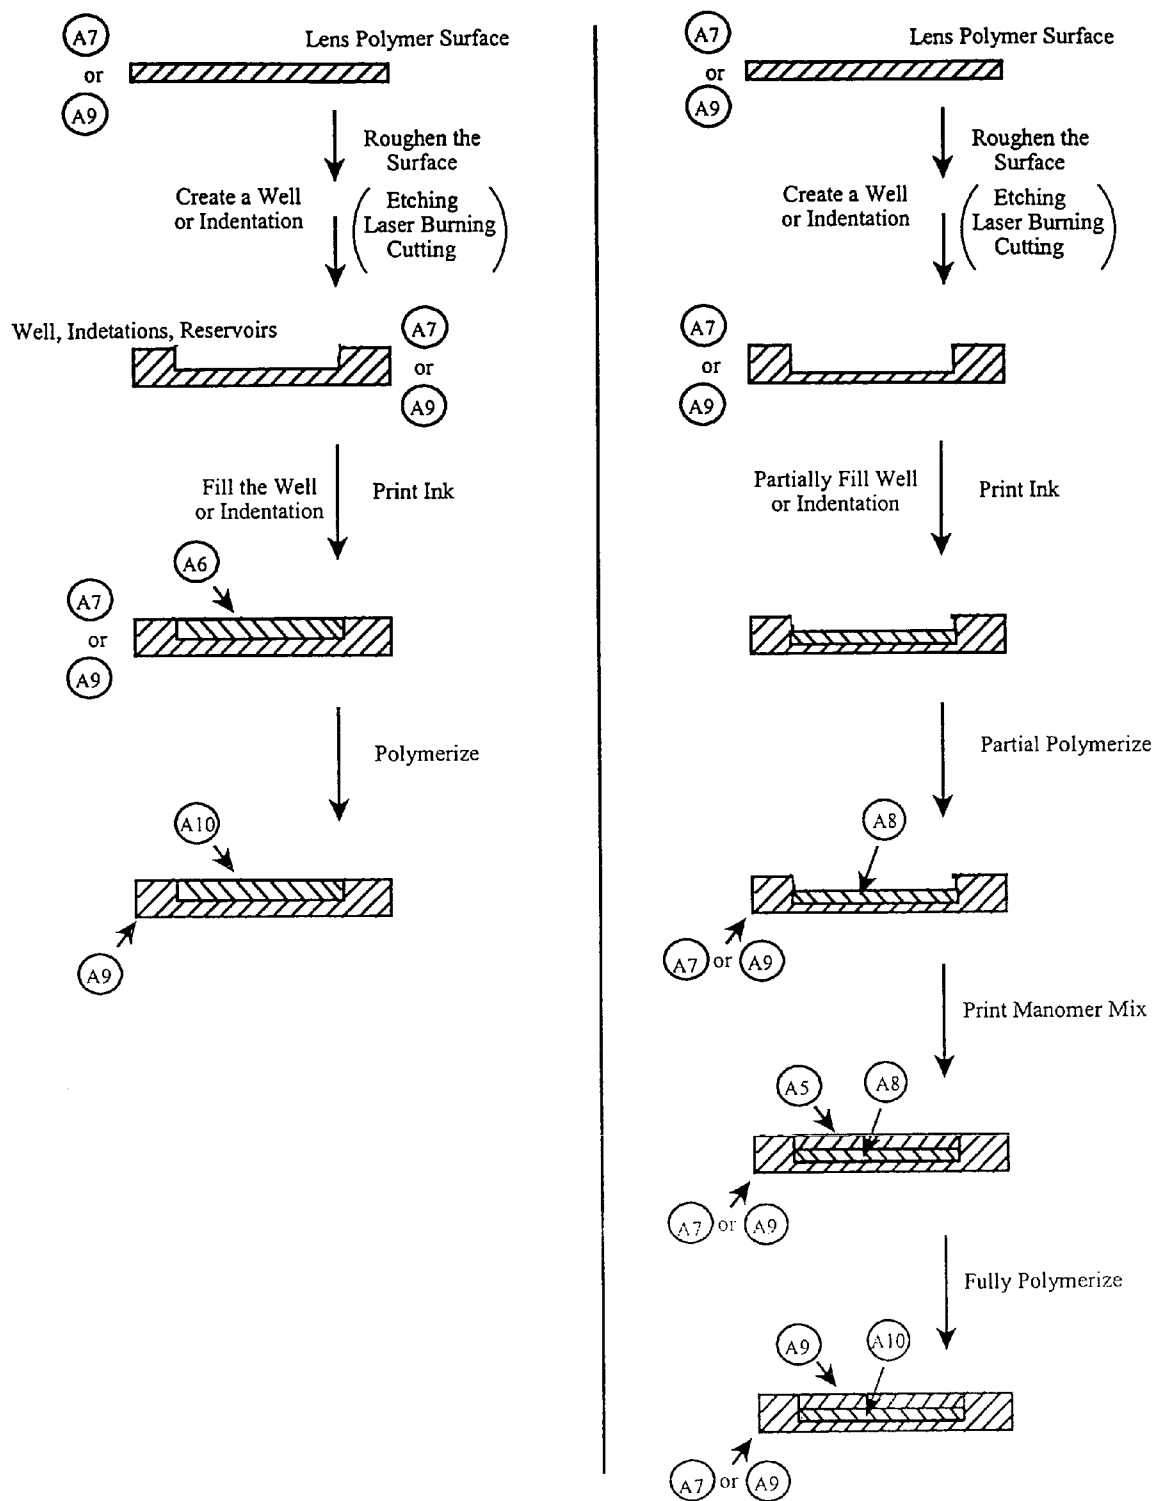 A7
or
A9
Lens Polymer Surface
Roughen the
Surface
Create a Well
or Indentation
Etching
Laser Burning
Cutting
Well, Indetations, Reservoirs
A7
or
A9
Fill the Well
or Indentation
Print Ink
A6
A7
or
A9
Polymerize
A10
A9
A7
or
A9
Lens Polymer Surface
Roughen the
Surface
Create a Well
or Indentation
Etching
Laser Burning
Cutting
A7
or
A9
Partially Fill Well
or Indentation
Print Ink
Partial Polymerize
A8
A7 or A9
Print Manomer Mix
A5 A8
A7 or A9
Fully Polymerize
A9 A10
A7 or A9